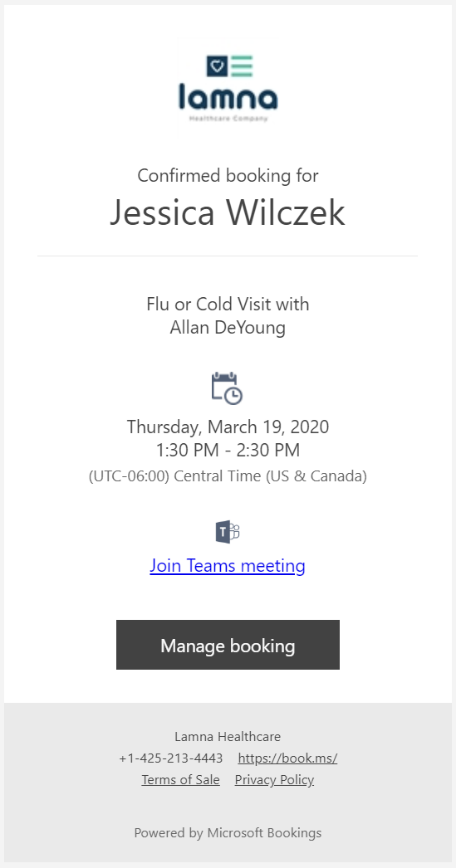 lamna
Healthcare Company
Confirmed booking for
Jessica Wilczek
Flu or Cold Visit with
Allan DeYoung
Thursday, March 19, 2020
1:30 PM - 2:30 PM
(UTC-06:00) Central Time (US & Canada)
T
Join Teams meeting
Manage booking
Lamna Healthcare
+1-425-213-4443 https://book.ms/
Terms of Sale Privacy Policy
Powered by Microsoft Bookings